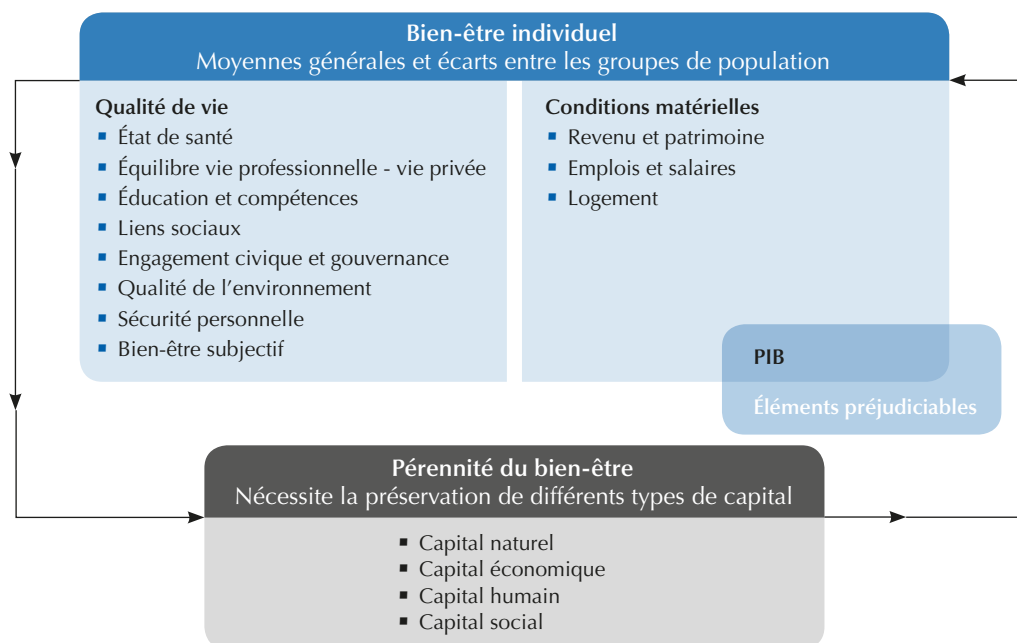 Bien-être individuel
Moyennes générales et écarts entre les groupes de population
Qualité de vie
▪ État de santé
▪ Équilibre vie professionnelle - vie privée
▪ Éducation et compétences
▪ Liens sociaux
▪ Engagement civique et gouvernance
▪ Qualité de l’environnement
▪ Sécurité personnelle
▪ Bien-être subjectif
Conditions matérielles
▪ Revenu et patrimoine
▪ Emplois et salaires
▪ Logement
PIB
Éléments préjudiciables
Pérennité du bien-être
Nécessite la préservation de différents types de capital
▪ Capital naturel
▪ Capital économique
▪ Capital humain
▪ Capital social